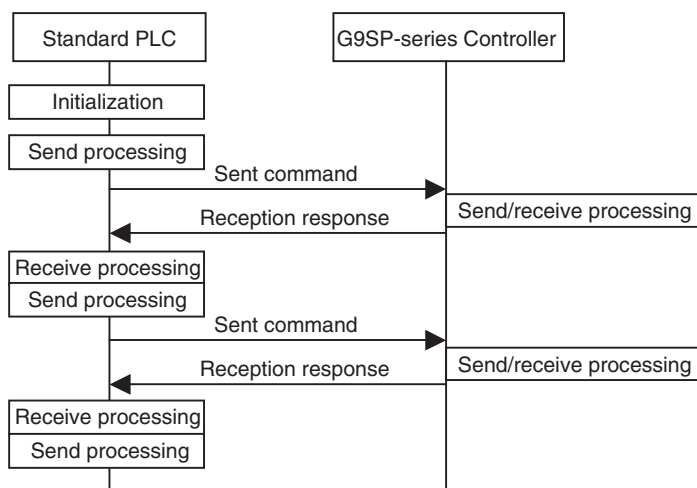 Standard PLC
G9SP-series Controller
Initialization
Send processing
Sent command
Send/receive processing
Reception response
Receive processing
Send processing
Sent command
Send/receive processing
Reception response
Receive processing
Send processing